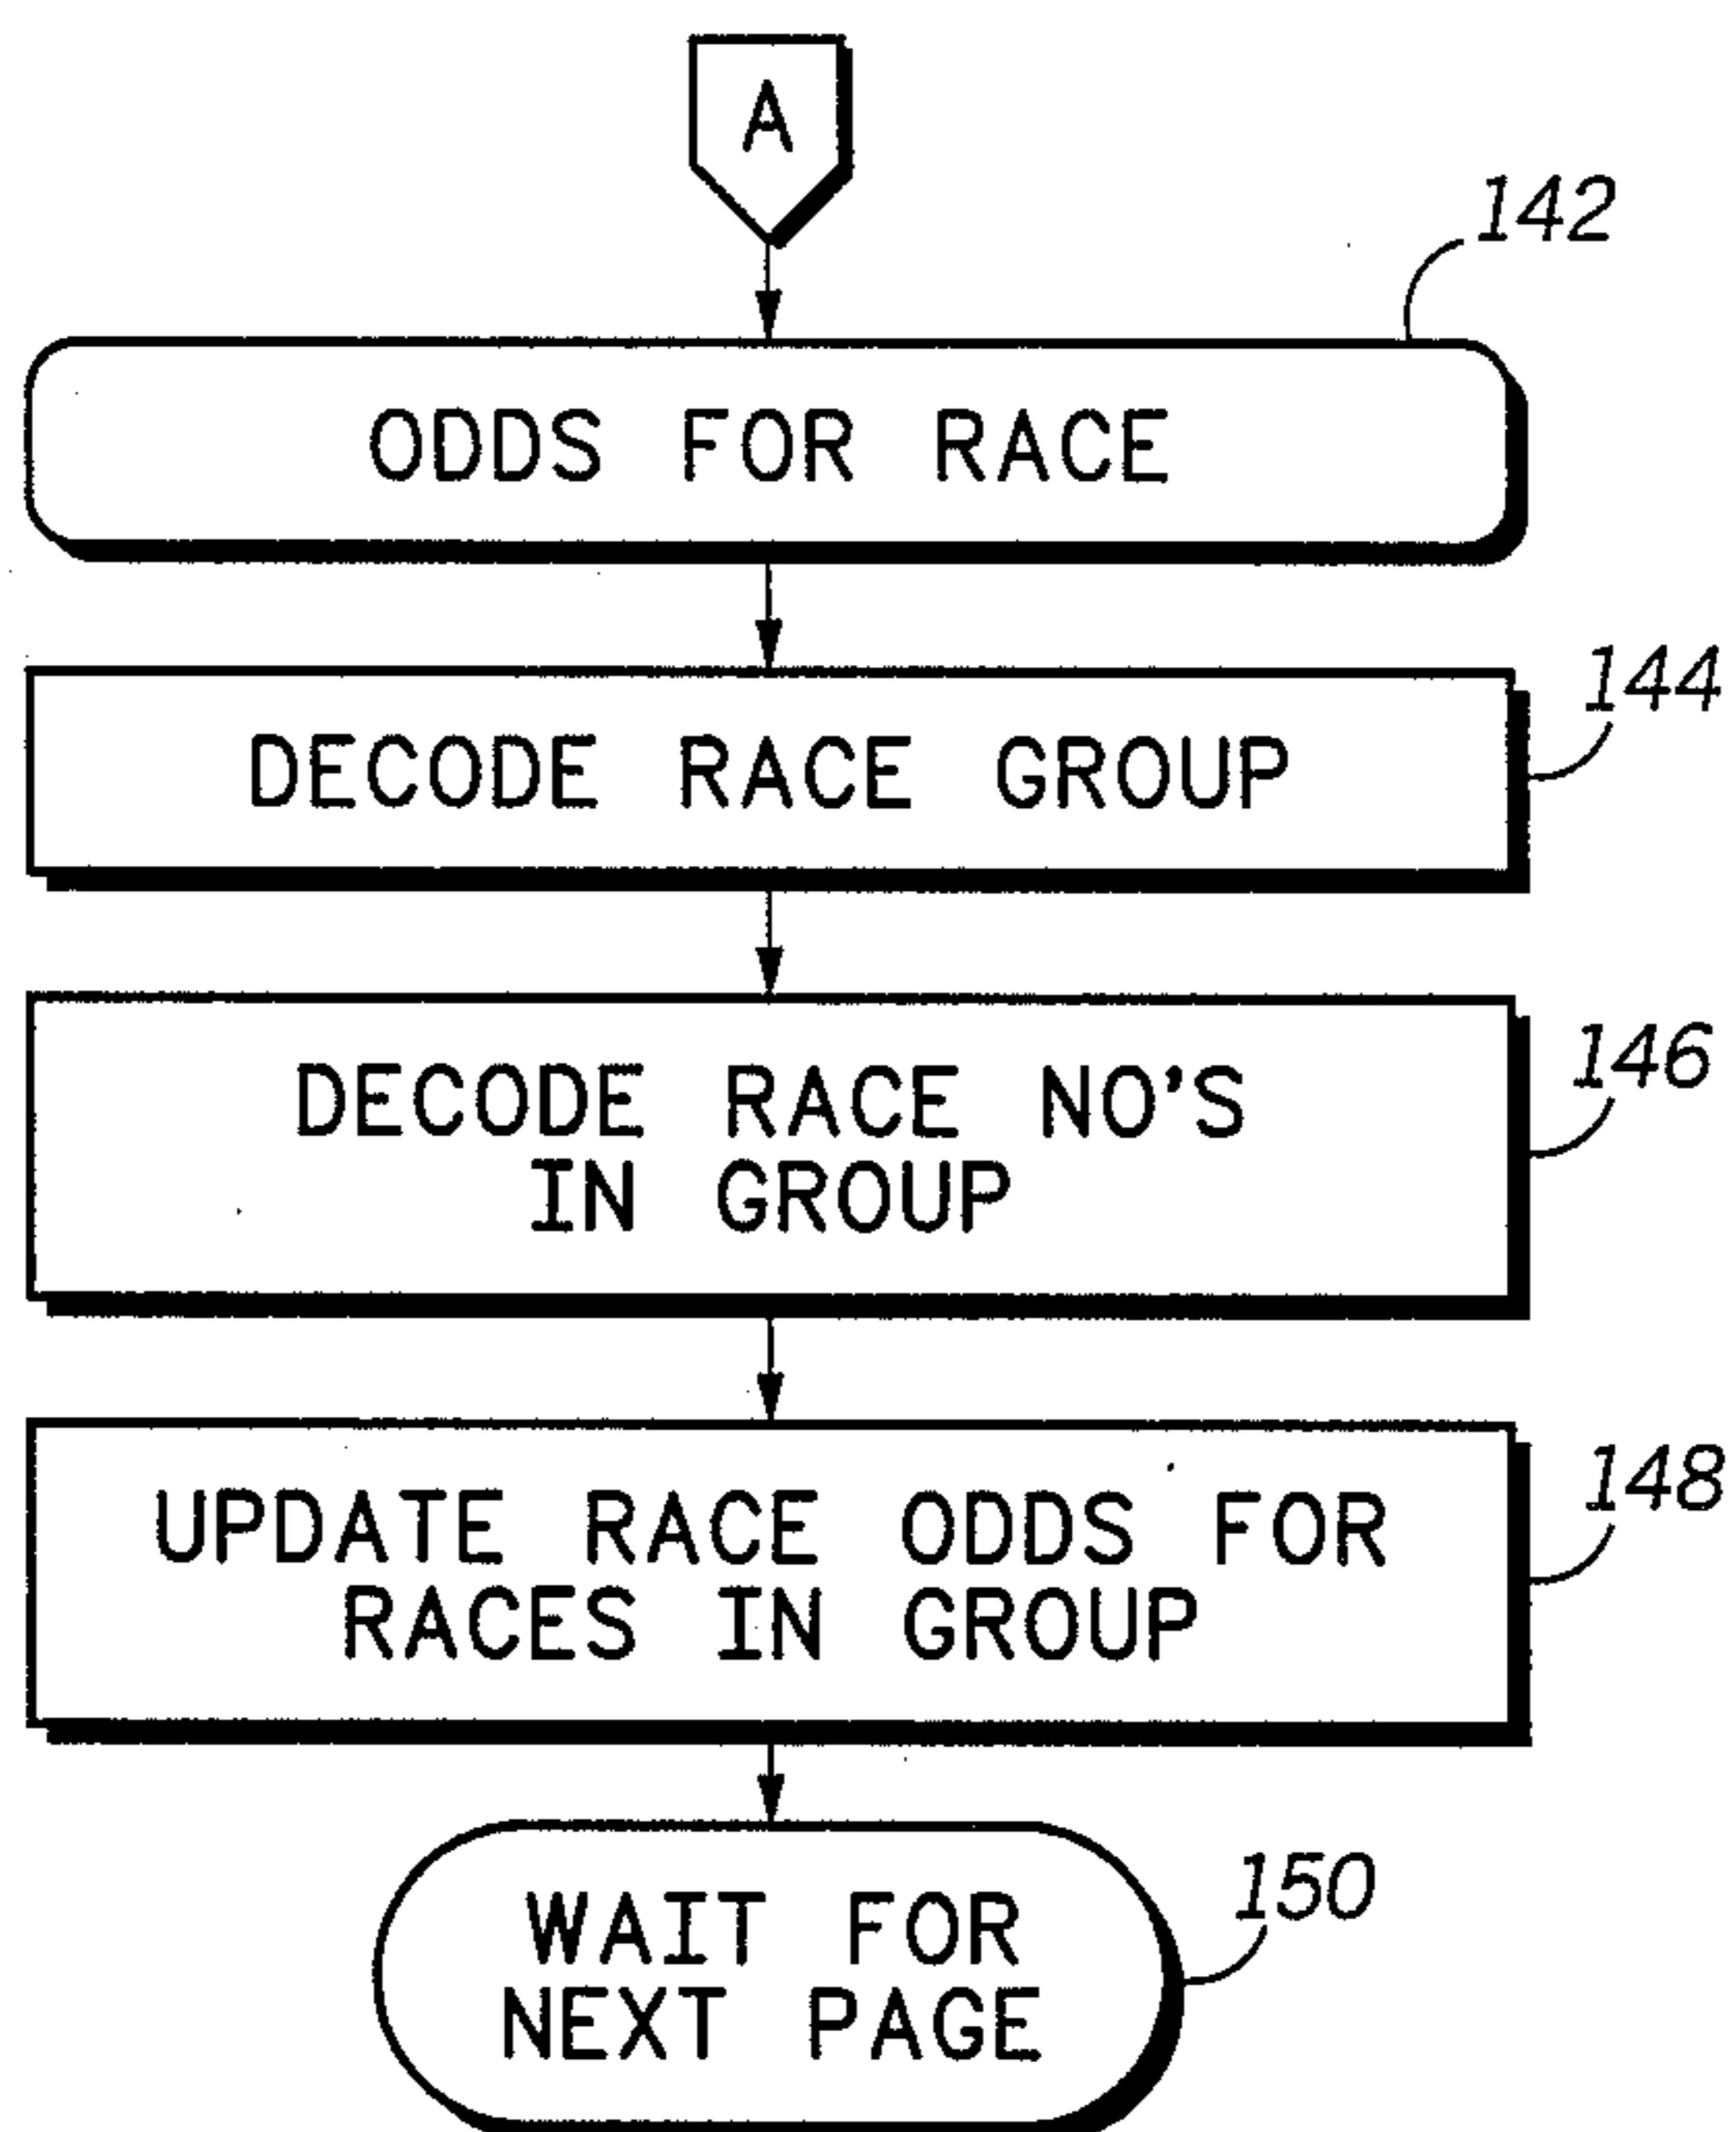 A
142
ODDS FOR RACE
144
DECODE RACE GROUP
146
DECODE RACE NO'S
IN GROUP
148
UPDATE RACE ODDS FOR
RACES IN GROUP
150
WAIT FOR
NEXT PAGE